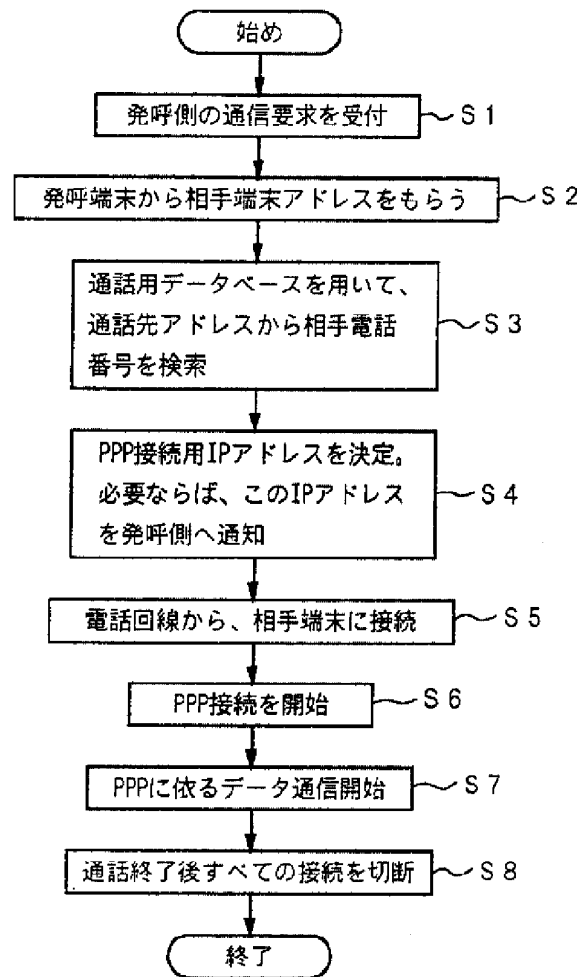 始め
発呼側の通信要求を受付
S1
発呼端末から相手端末アドレスをもらう
S2
通話用データベースを用いて、
通話先アドレスから相手電話
番号を検索
S3
PPP接続用IPアドレスを決定。
必要ならば、このIPアドレス
を発呼側へ通知
S4
電話回線から、相手端末に接続
S5
PPP接続を開始
S6
PPPに依るデータ通信開始
S7
通話終了後すべての接続を切断
S8
終了